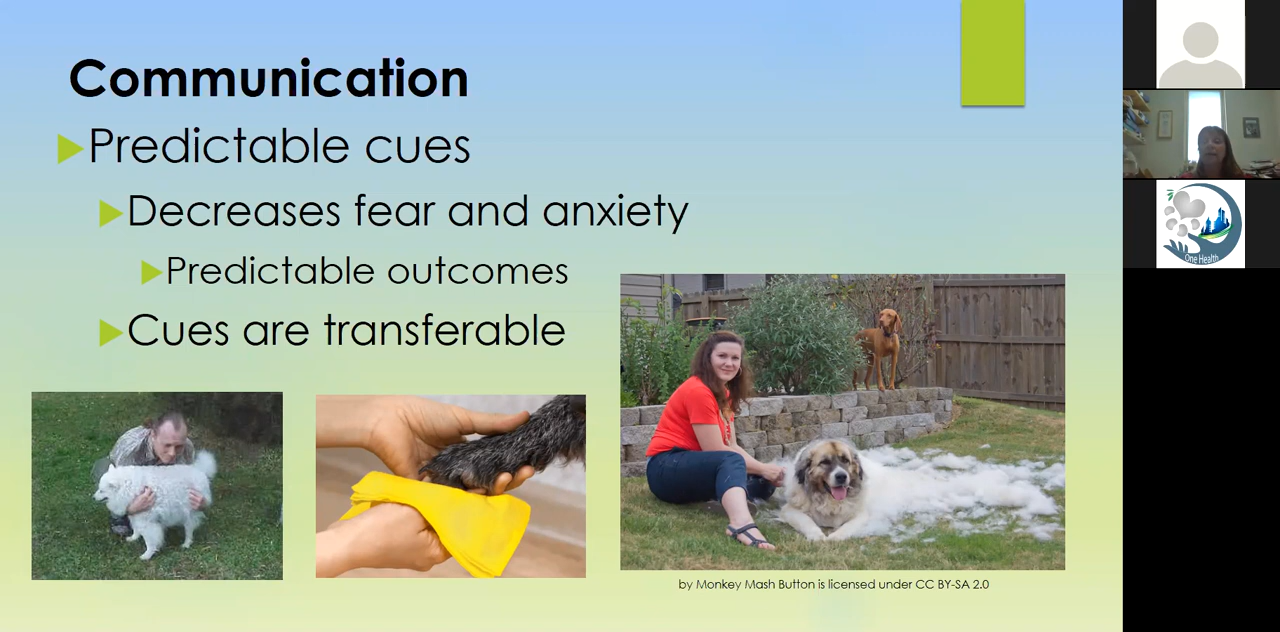 Communication
Predictable cues
Decreases fear and anxiety
Predictable outcomes
Cues are transferable
by Monkey Mash Button is licensed under CC BY-SA 2.0
One Health